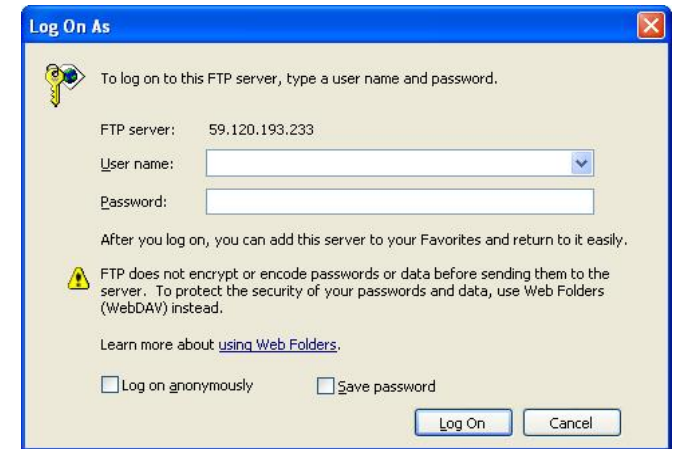 Log On As
To log on to this FTP server, type a user name and password.
FTP server: 59.120.193.233
User name:
Password:
After you log on, you can add this server to your Favorites and return to it easily.
FTP does not encrypt or encode passwords or data before sending them to the
server. To protect the security of your passwords and data, use Web Folders
(WebDAV) instead.
Learn more about using Web Folders.
Log on anonymously Save password
Log On Cancel